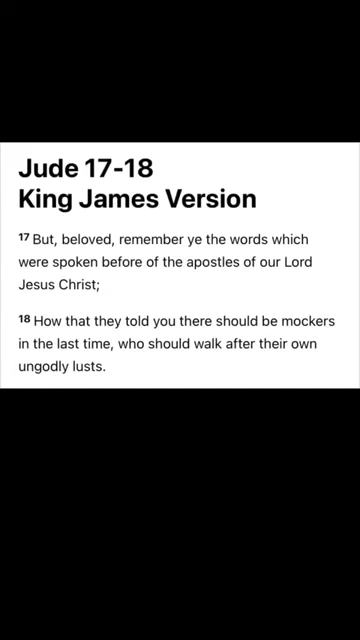 Jude 17-18
King James Version
17 But, beloved, remember ye the words which
were spoken before of the apostles of our Lord
Jesus Christ;
18 How that they told you there should be mockers
in the last time, who should walk after their own
ungodly lusts.